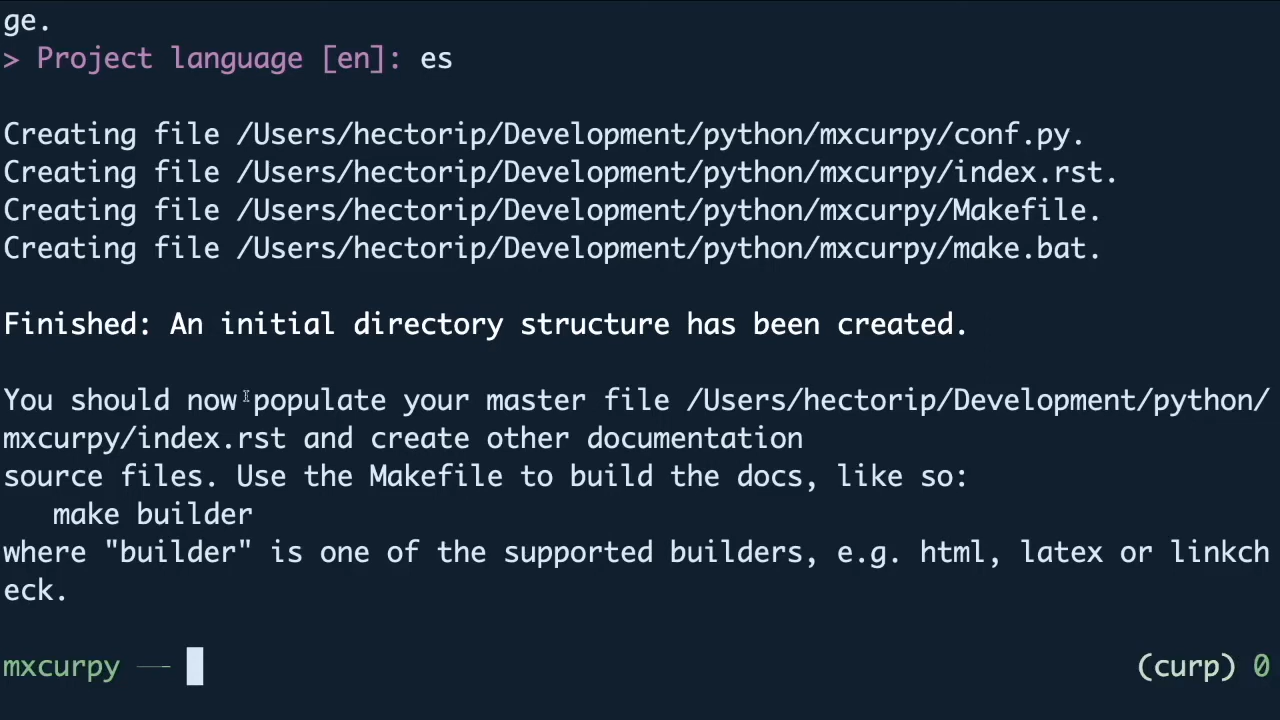 ge.
> Project language [en]: es
Creating file /Users/hectorip/Development/python/mxcurpy/conf.py.
Creating file /Users/hectorip/Development/python/mxcurpy/index.rst.
Creating file /Users/hectorip/Development/python/mxcurpy/Makefile.
Creating file /Users/hectorip/Development/python/mxcurpy/make.bat.
Finished: An initial directory structure has been created.
You should now populate your master file /Users/hectorip/Development/python/
mxcurpy/index.rst and create other documentation
source files. Use the Makefile to build the docs, like so:
   make builder
where "builder" is one of the supported builders, e.g. html, latex or linkch
eck.
mxcurpy —— (curp) 0